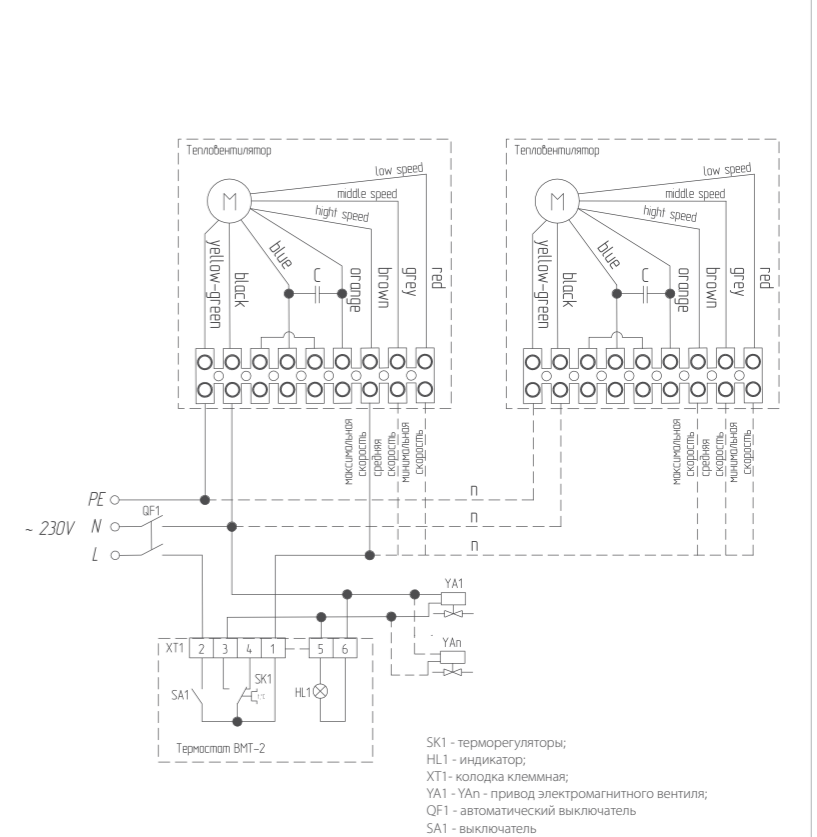 Тепловентилятор
Тепловентилятор
low speed
low speed
middle speed
middle speed
hight speed
hight speed
M
M
yellow-green
black
blue
C
orange
brown
grey
red
yellow-green
black
blue
C
orange
brown
grey
red
максимальная
скорость
средняя
скорость
минимальная
скорость
максимальная
скорость
средняя
скорость
минимальная
скорость
PE
n
QF1
~ 230V N
n
L
n
YA1
YAn
XT1 2 3 4 1 5 6
SK1
t°C
SA1
HL1
Термостат ВМТ-2
SK1 - терморегуляторы;
HL1 - индикатор;
XT1- колодка клеммная;
YA1 - YAn - привод электромагнитного вентиля;
QF1 - автоматический выключатель
SA1 - выключатель